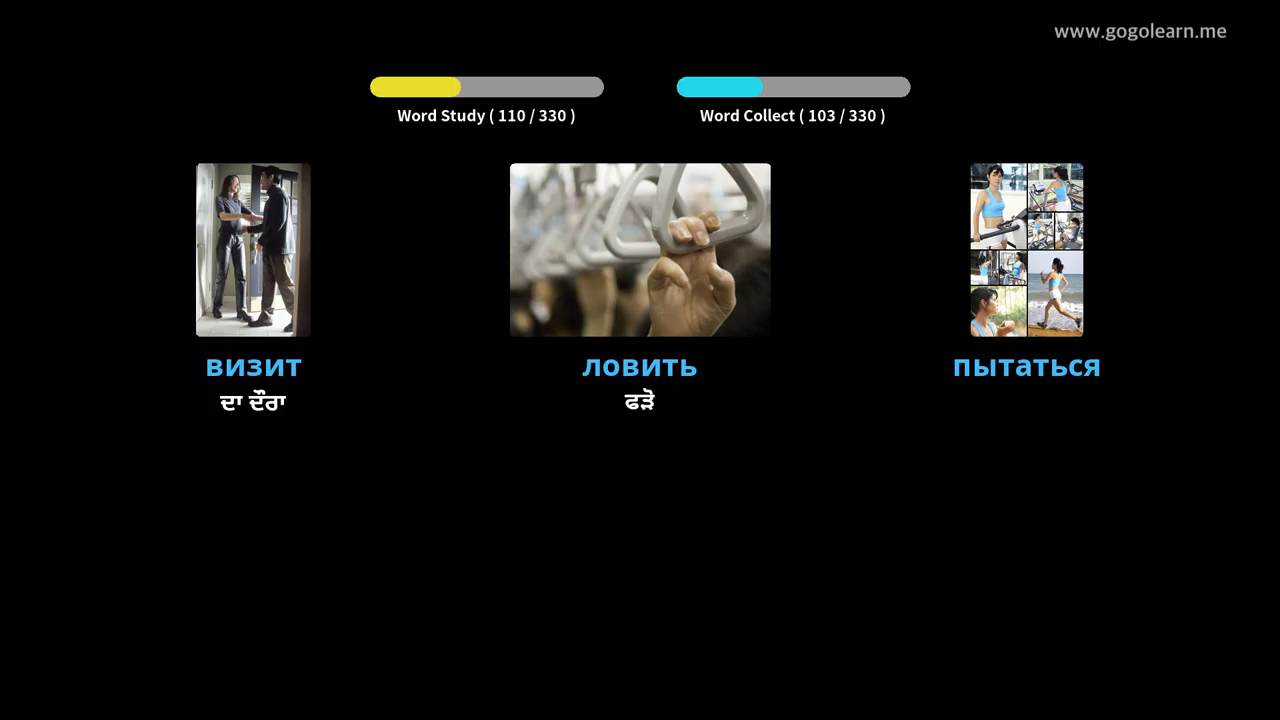 www.gogolearn.me
Word Study ( 110 / 330 )
Word Collect ( 103 / 330 )
визит
ловить
пытаться
ਦਾ ਦੌਰਾ
ਫੜੋ